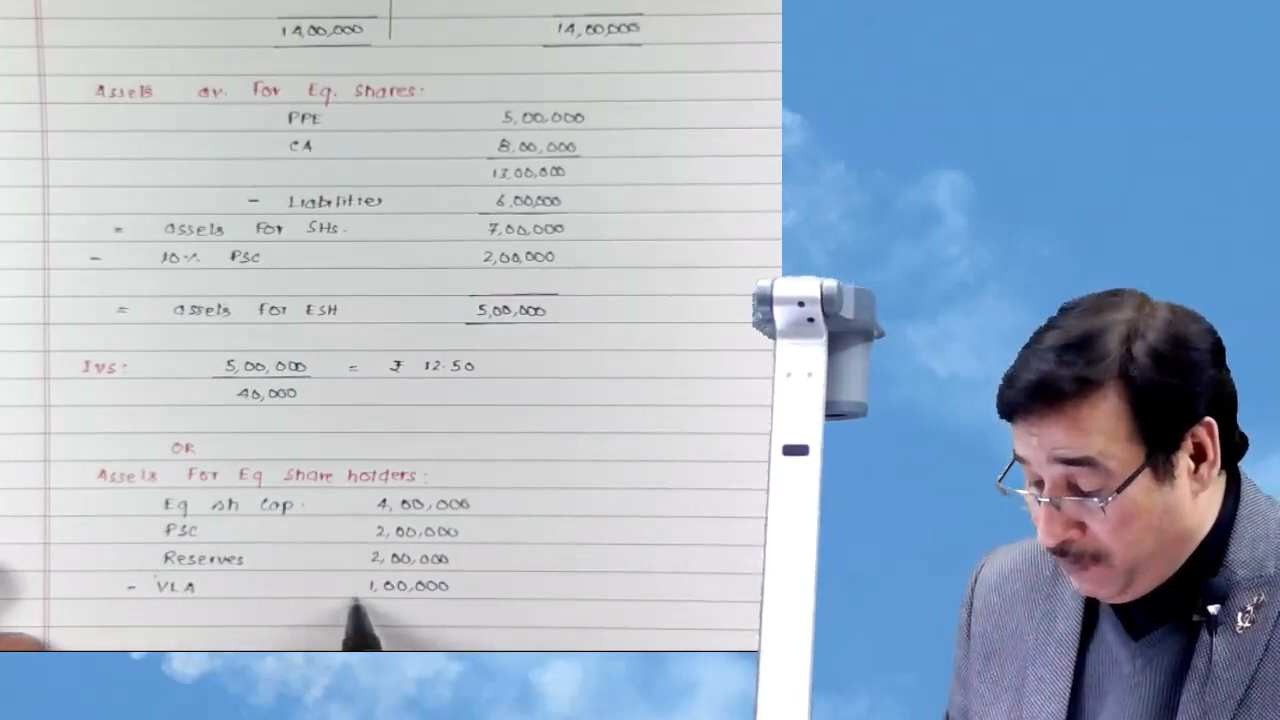 14,00,000 14,00,000
Assets av. For Eq. Shares:
PPE 5,00,000
CA 8,00,000
13,00,000
- Liabilities 6,00,000
= assets For SHs. 7,00,000
- 10% PSC 2,00,000
= assets For ESH 5,00,000
IVS: 5,00,000 = ₹ 12.50
40,000
OR
Assets For Eq Share holders:
Eq sh Cap. 4,00,000
PSC 2,00,000
Reserves 2,00,000
- VLA 1,00,000